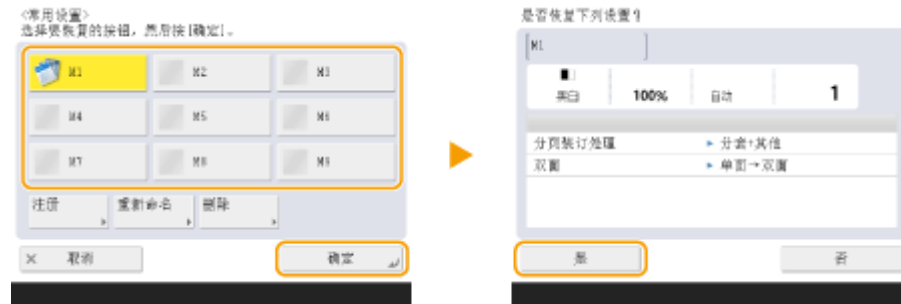 <常用设置>
选择要恢复的按钮，然后按[确定]。
M1
M2
M3
M4
M5
M6
M7
M8
M9
注册
重新命名
删除
× 取消
确定
是否恢复下列设置?
M1
黑白
100%
自动
1
分页装订处理
分套+其他
双面
单面→双面
是
否